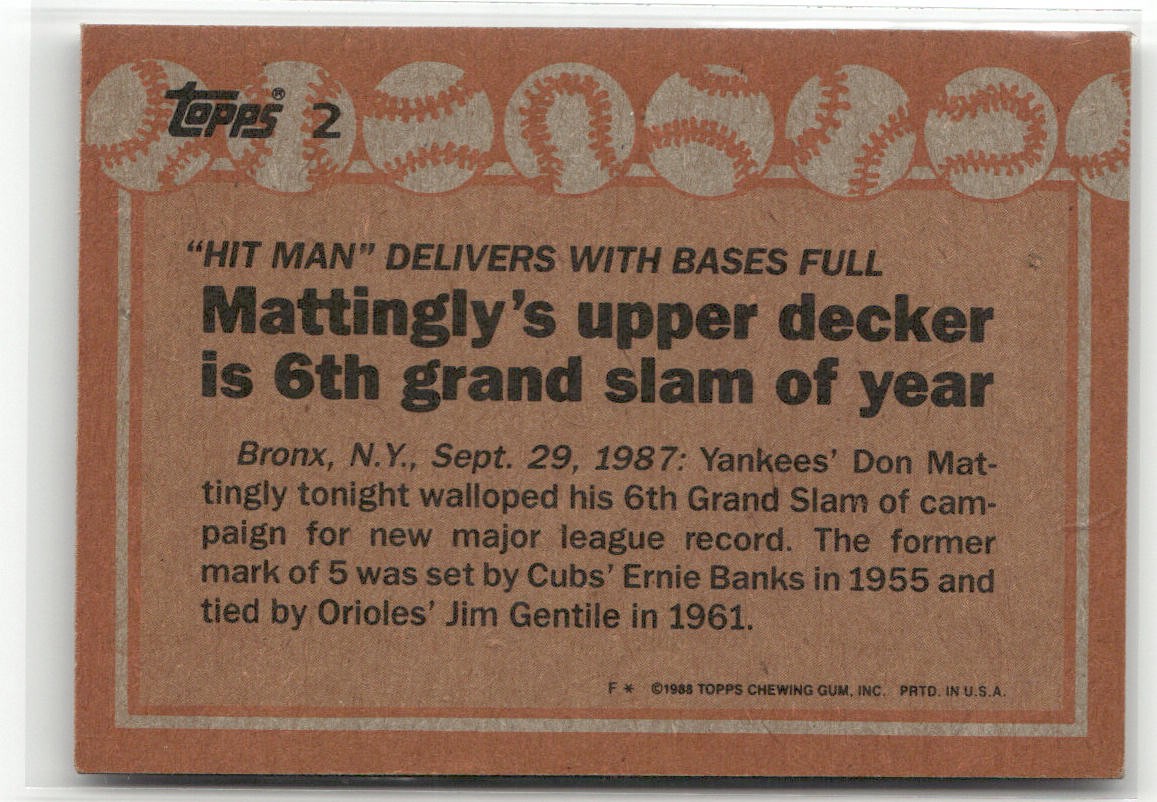 Topps® 2
"HIT MAN" DELIVERS WITH BASES FULL
Mattingly's upper decker
is 6th grand slam of year
Bronx, N.Y., Sept. 29, 1987: Yankees' Don Mat-
tingly tonight walloped his 6th Grand Slam of cam-
paign for new major league record. The former
mark of 5 was set by Cubs' Ernie Banks in 1955 and
tied by Orioles' Jim Gentile in 1961.
F * ©1988 TOPPS CHEWING GUM, INC. PRTD. IN U.S.A.